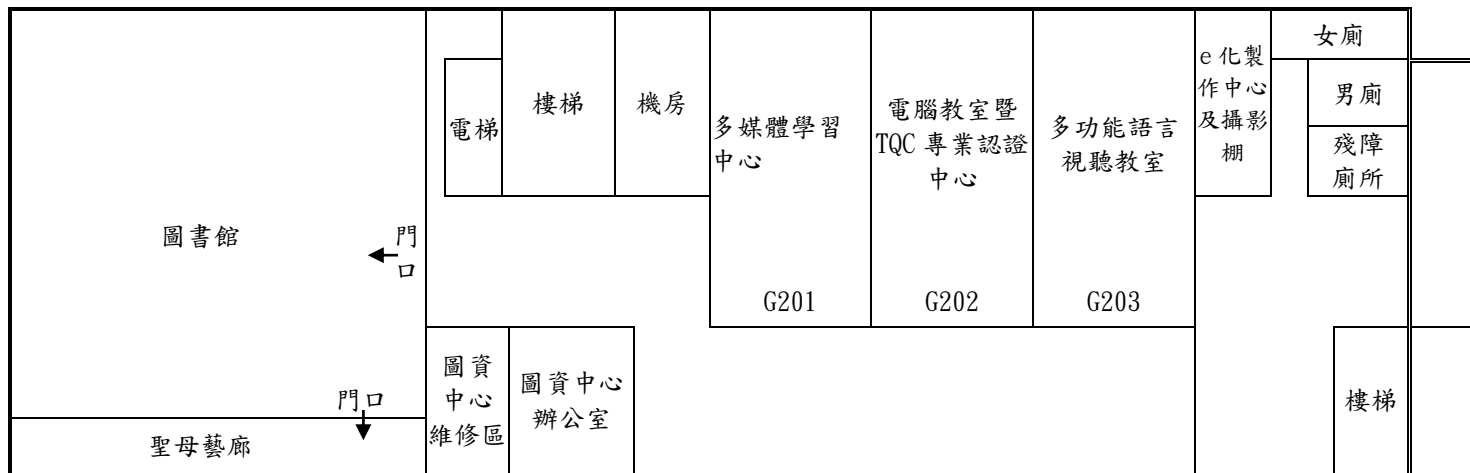 圖書館
門
口
門口
聖母藝廊
電梯
樓梯
機房
多媒體學習
中心
G201
電腦教室暨
TQC 專業認證
中心
G202
多功能語言
視聽教室
G203
e 化製
作中心
及攝影
棚
女廁
男廁
殘障
廁所
圖資
中心
維修區
圖資中心
辦公室
樓梯